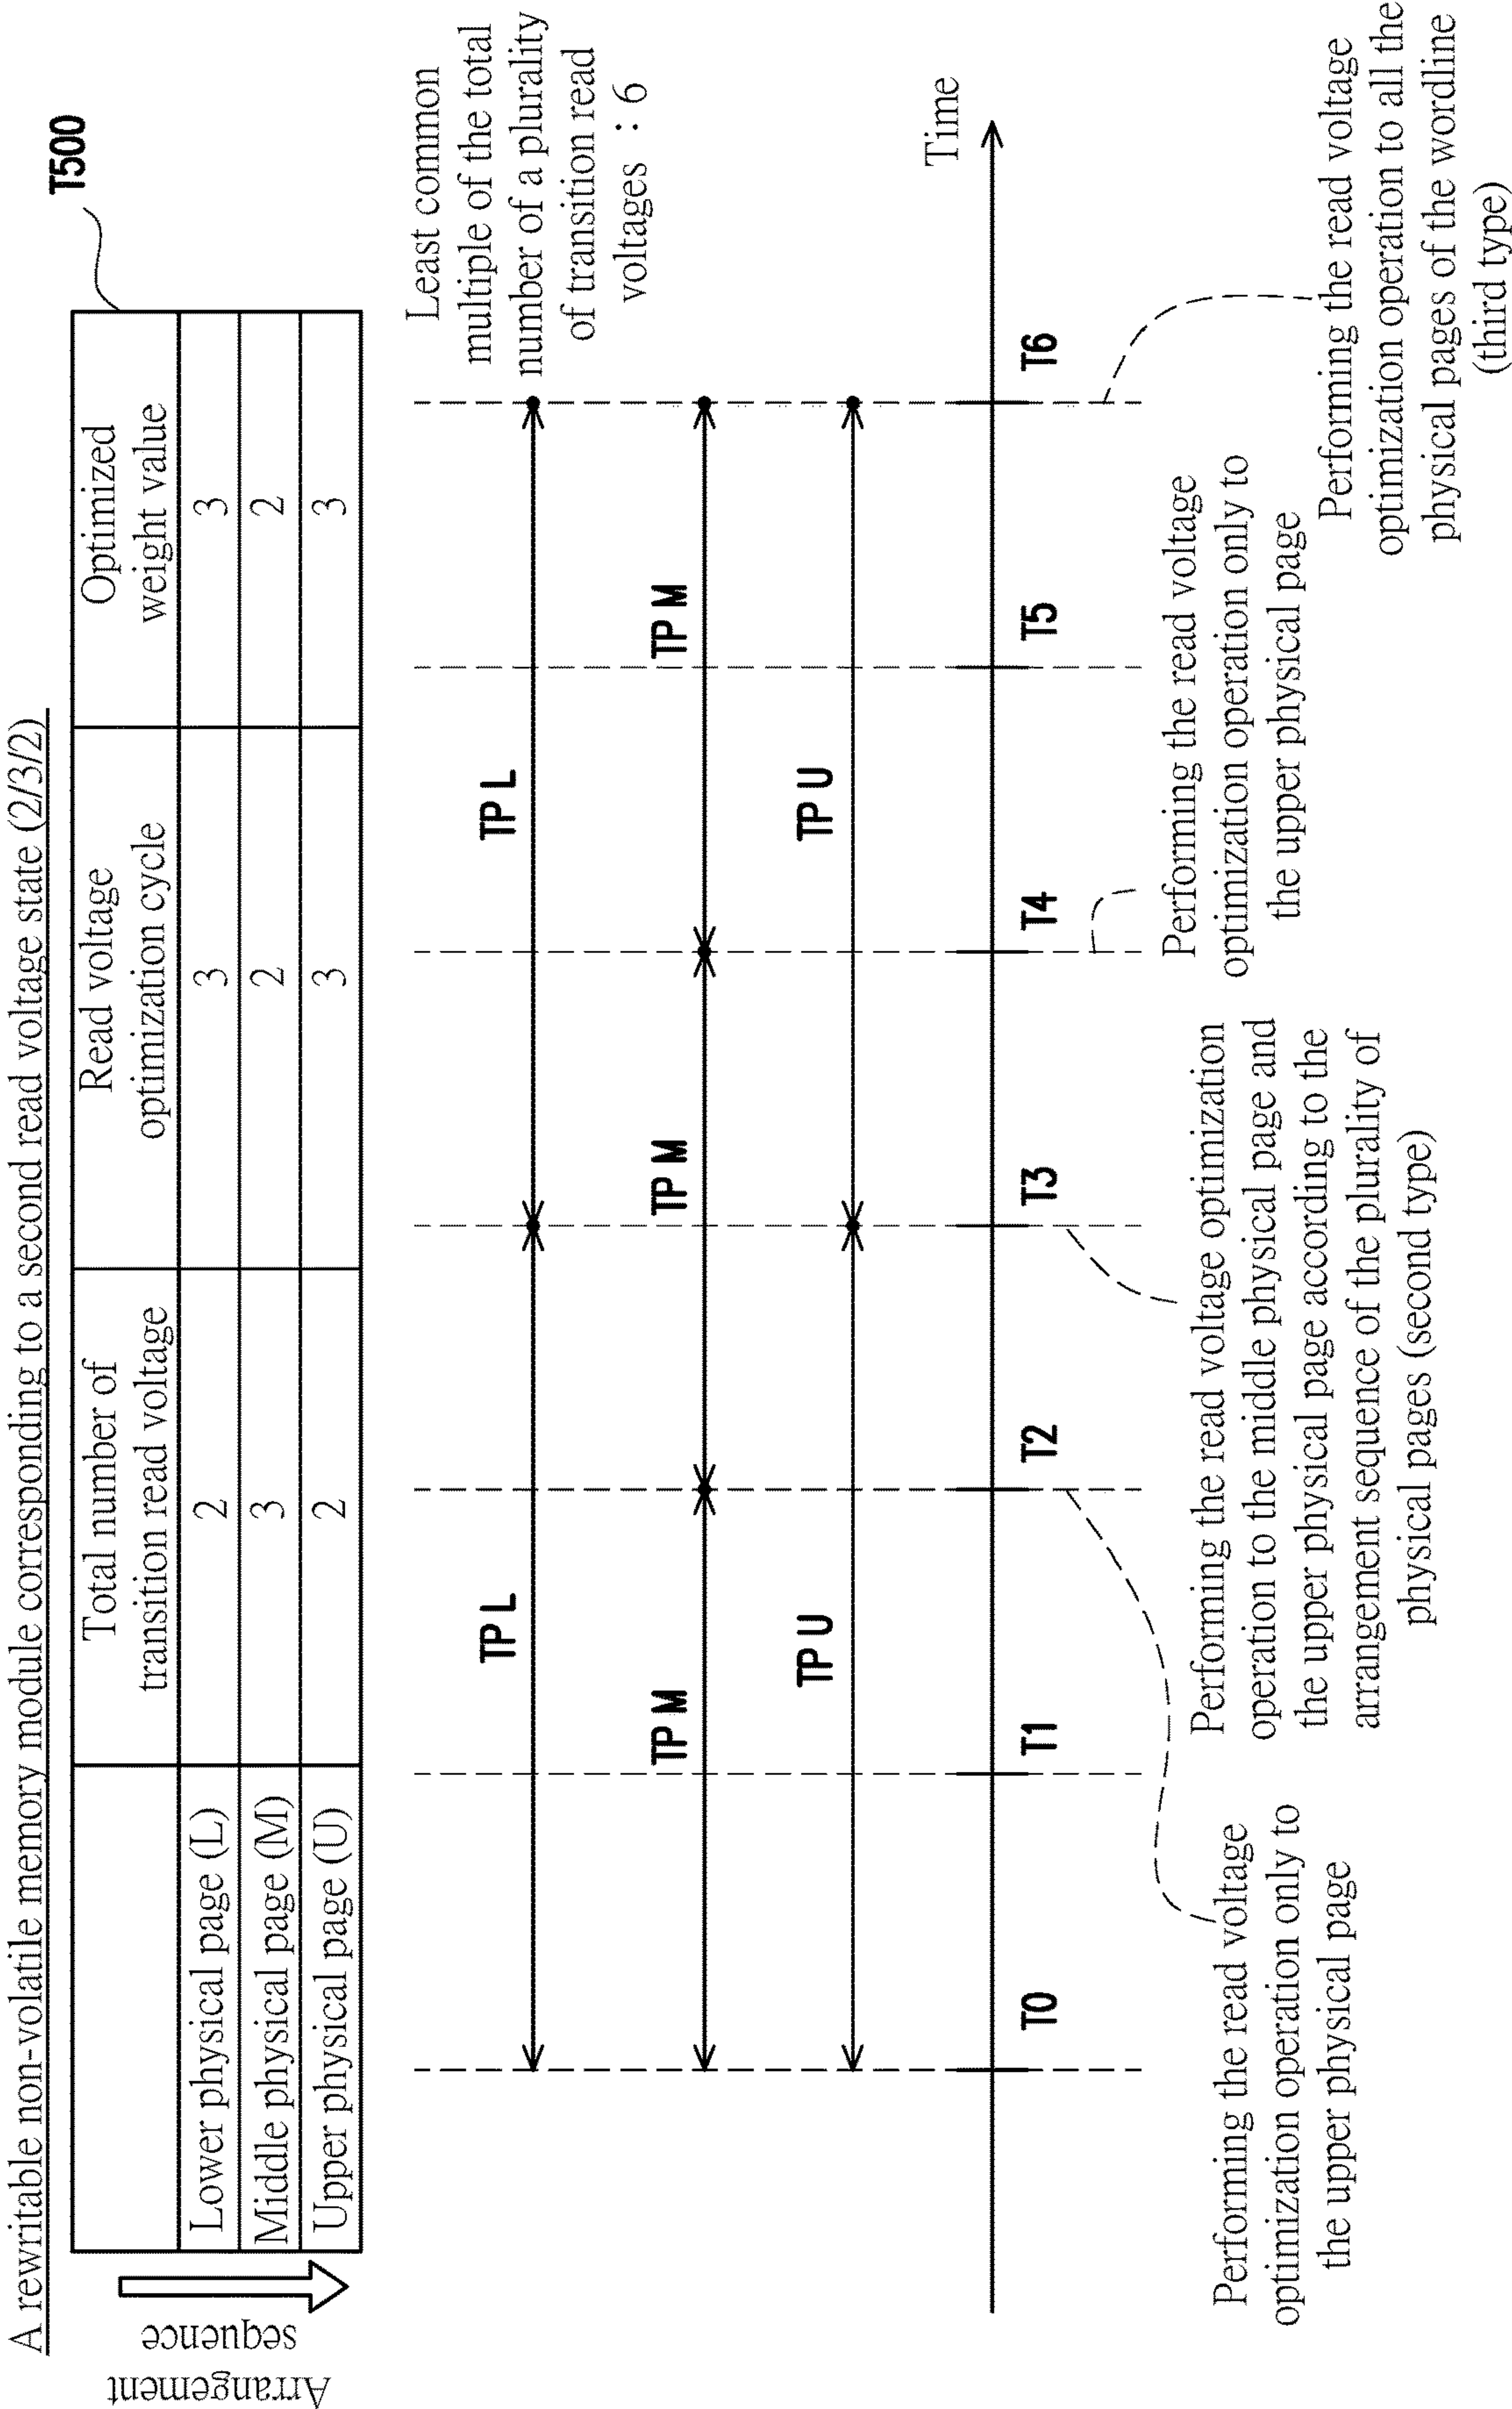 A rewritable non-volatile memory module corresponding to a second read voltage state (2/3/2)
T500
Arrangement
sequence
Total number of
transition read voltage
Read voltage
optimization cycle
Optimized
weight value
Lower physical page (L)
2
3
3
Middle physical page (M)
3
2
2
Upper physical page (U)
2
3
3
Least common
multiple of the total
number of a plurality
of transition read
voltages : 6
TP L
TP L
TP M
TP M
TP M
TP U
TP U
Time
T0
T1
T2
T3
T4
T5
T6
Performing the read voltage
optimization operation only to
the upper physical page
Performing the read voltage optimization
operation to the middle physical page and
the upper physical page according to the
arrangement sequence of the plurality of
physical pages (second type)
Performing the read voltage
optimization operation only to
the upper physical page
Performing the read voltage
optimization operation to all the
physical pages of the wordline
(third type)